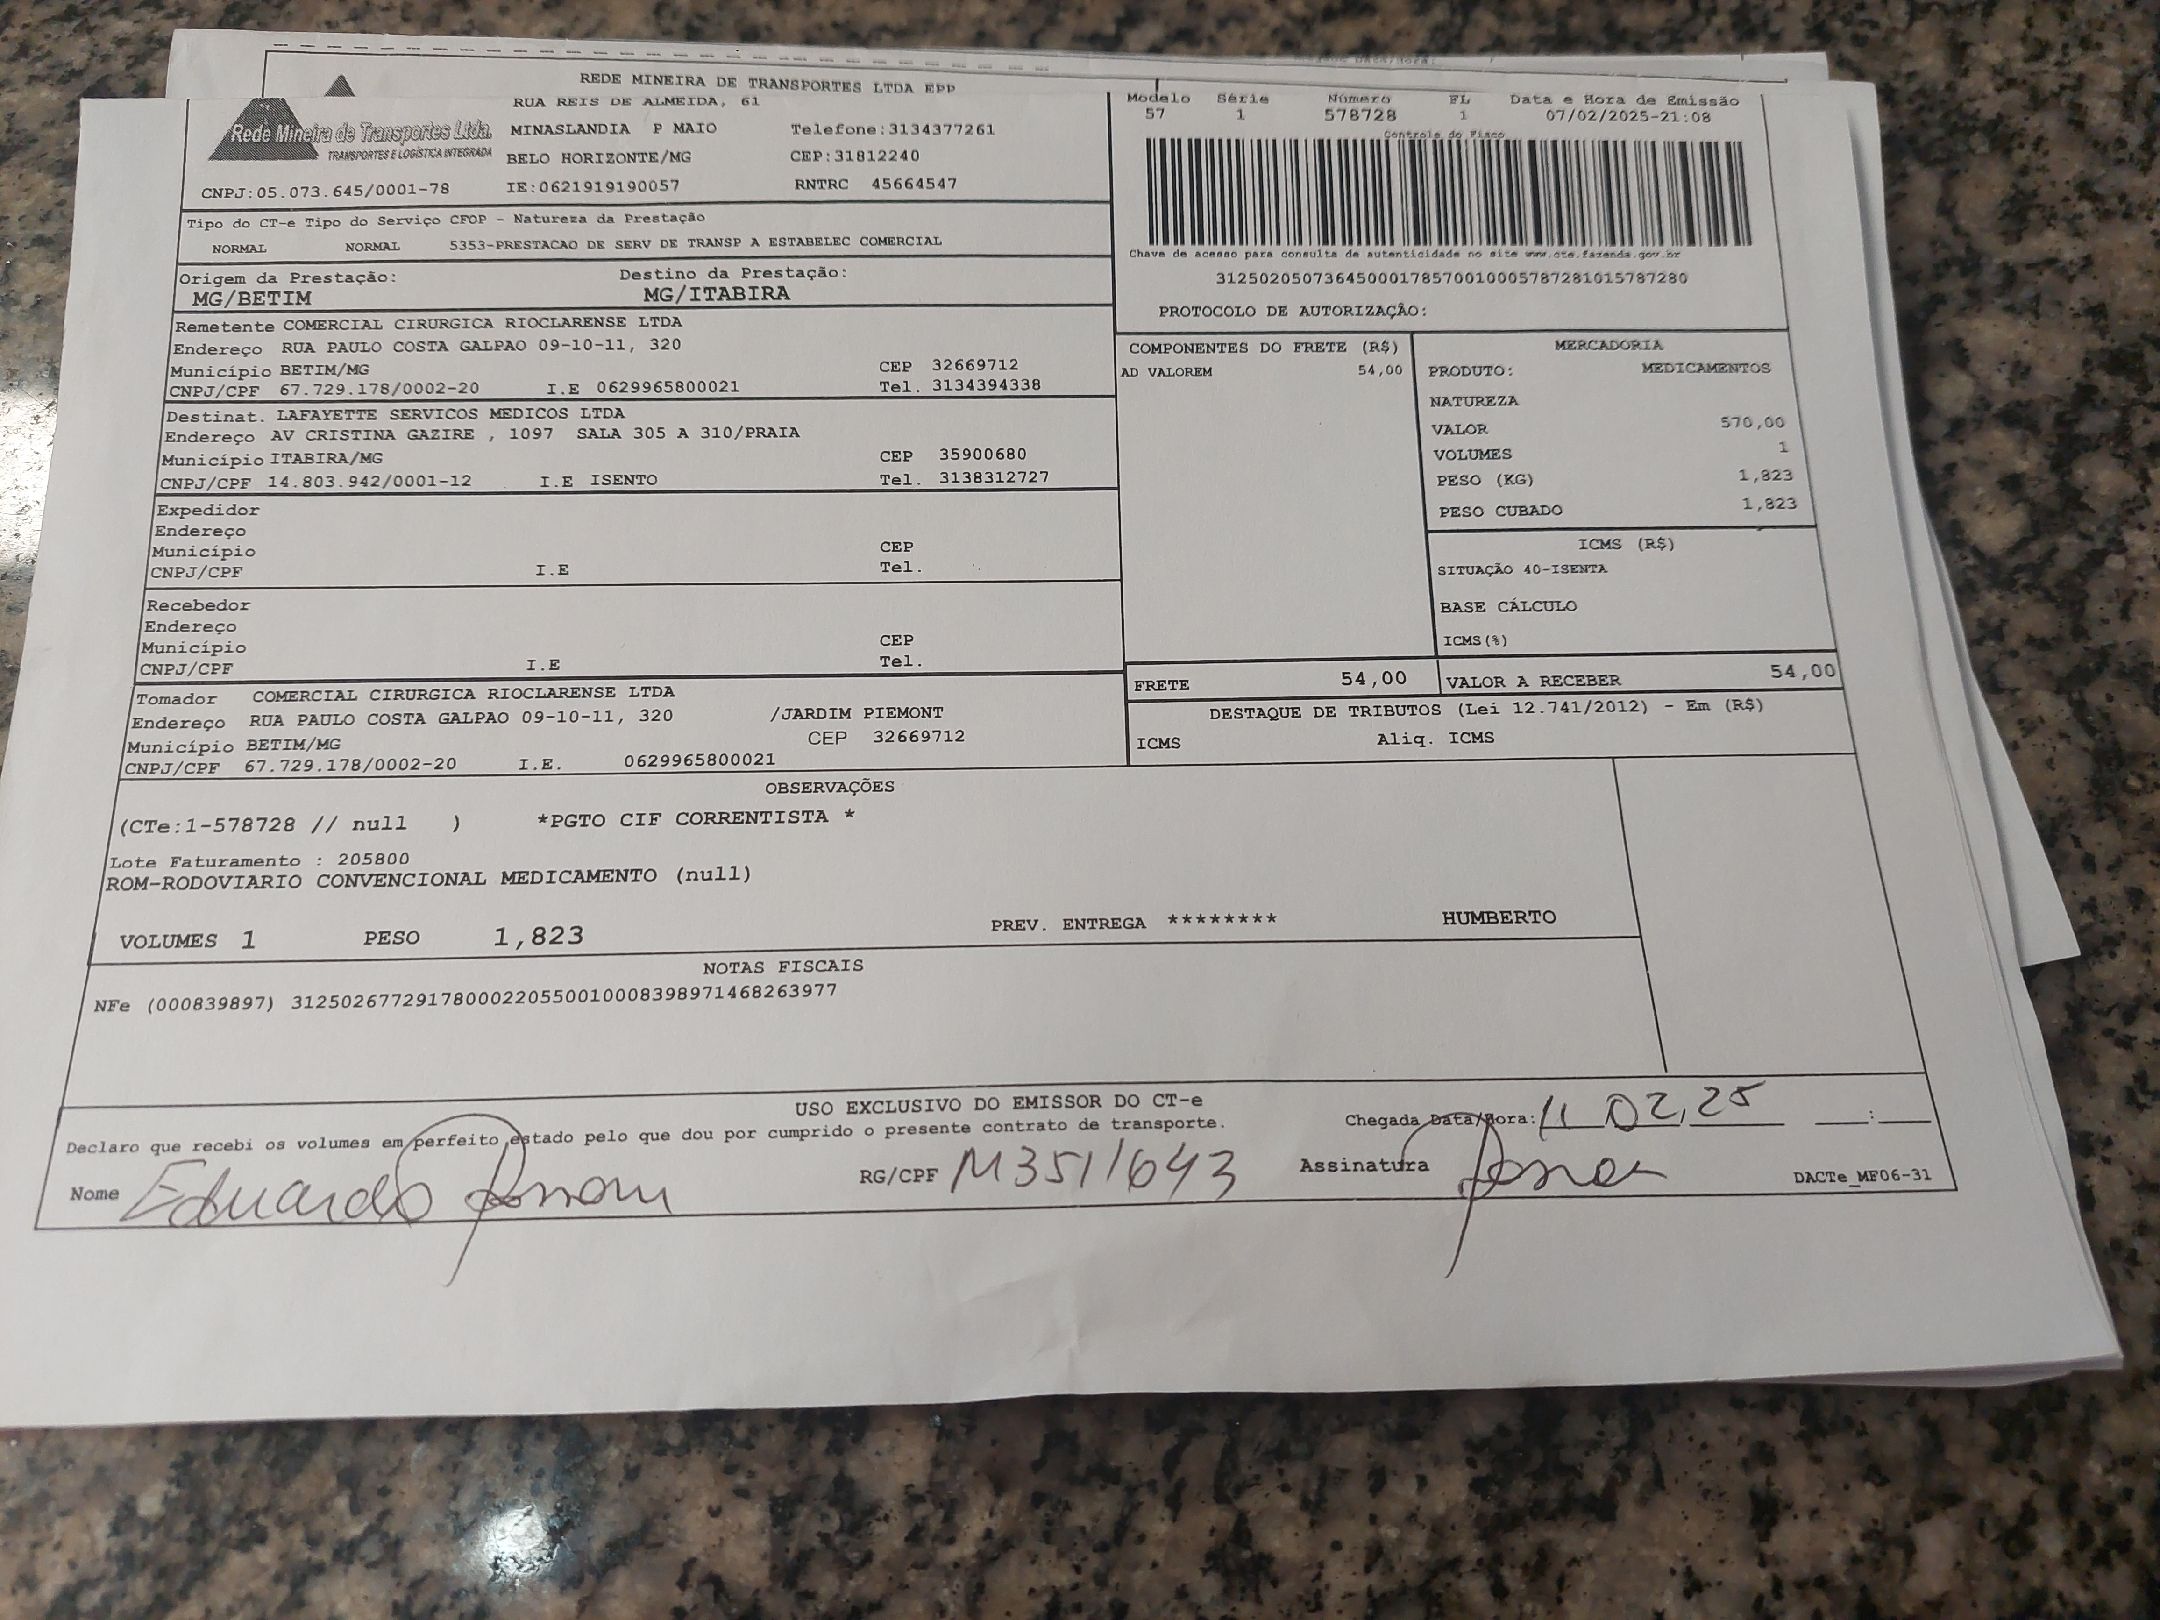 REDE MINEIRA DE TRANSPORTES LTDA EPP
RUA REIS DE ALMEIDA, 61
Rede Mineira de Transportes Ltda.
TRANSPORTES E LOGÍSTICA INTEGRADA
MINASLANDIA P MAIO Telefone:3134377261
BELO HORIZONTE/MG CEP:31812240
CNPJ:05.073.645/0001-78 IE:0621919190057 RNTRC 45664547
Modelo Série Número FL Data e Hora de Emissão
57 1 578728 1 07/02/2025-21:08
Controle do Fisco
Chave de acesso para consulta de autenticidade no site www.cte.fazenda.gov.br
31250205073645000178570010005787281015787280
PROTOCOLO DE AUTORIZAÇÃO:
Tipo do CT-e Tipo do Serviço CFOP - Natureza da Prestação
NORMAL NORMAL 5353-PRESTACAO DE SERV DE TRANSP A ESTABELEC COMERCIAL
Origem da Prestação: Destino da Prestação:
MG/BETIM MG/ITABIRA
Remetente COMERCIAL CIRURGICA RIOCLARENSE LTDA
Endereço RUA PAULO COSTA GALPAO 09-10-11, 320
Município BETIM/MG CEP 32669712
CNPJ/CPF 67.729.178/0002-20 I.E 0629965800021 Tel. 3134394338
Destinat. LAFAYETTE SERVICOS MEDICOS LTDA
Endereço AV CRISTINA GAZIRE , 1097 SALA 305 A 310/PRAIA
Município ITABIRA/MG CEP 35900680
CNPJ/CPF 14.803.942/0001-12 I.E ISENTO Tel. 3138312727
Expedidor
Endereço
Município CEP
CNPJ/CPF I.E Tel.
Recebedor
Endereço
Município CEP
CNPJ/CPF I.E Tel.
Tomador COMERCIAL CIRURGICA RIOCLARENSE LTDA
Endereço RUA PAULO COSTA GALPAO 09-10-11, 320 /JARDIM PIEMONT
Município BETIM/MG CEP 32669712
CNPJ/CPF 67.729.178/0002-20 I.E. 0629965800021
COMPONENTES DO FRETE (R$)
AD VALOREM 54,00
MERCADORIA
PRODUTO: MEDICAMENTOS
NATUREZA
VALOR 570,00
VOLUMES 1
PESO (KG) 1,823
PESO CUBADO 1,823
ICMS (R$)
SITUAÇÃO 40-ISENTA
BASE CÁLCULO
ICMS(%)
FRETE 54,00 VALOR A RECEBER 54,00
DESTAQUE DE TRIBUTOS (Lei 12.741/2012) - Em (R$)
ICMS Aliq. ICMS
OBSERVAÇÕES
(CTe:1-578728 // null ) *PGTO CIF CORRENTISTA *
Lote Faturamento : 205800
ROM-RODOVIARIO CONVENCIONAL MEDICAMENTO (null)
VOLUMES 1 PESO 1,823 PREV. ENTREGA ******** HUMBERTO
NOTAS FISCAIS
NFe (000839897) 31250267729178000220550010008398971468263977
USO EXCLUSIVO DO EMISSOR DO CT-e
Declaro que recebi os volumes em perfeito estado pelo que dou por cumprido o presente contrato de transporte.
Chegada Data/Hora: 11 02,25 :
Nome Eduardo RG/CPF M3511643 Assinatura DACTe_MF06-31